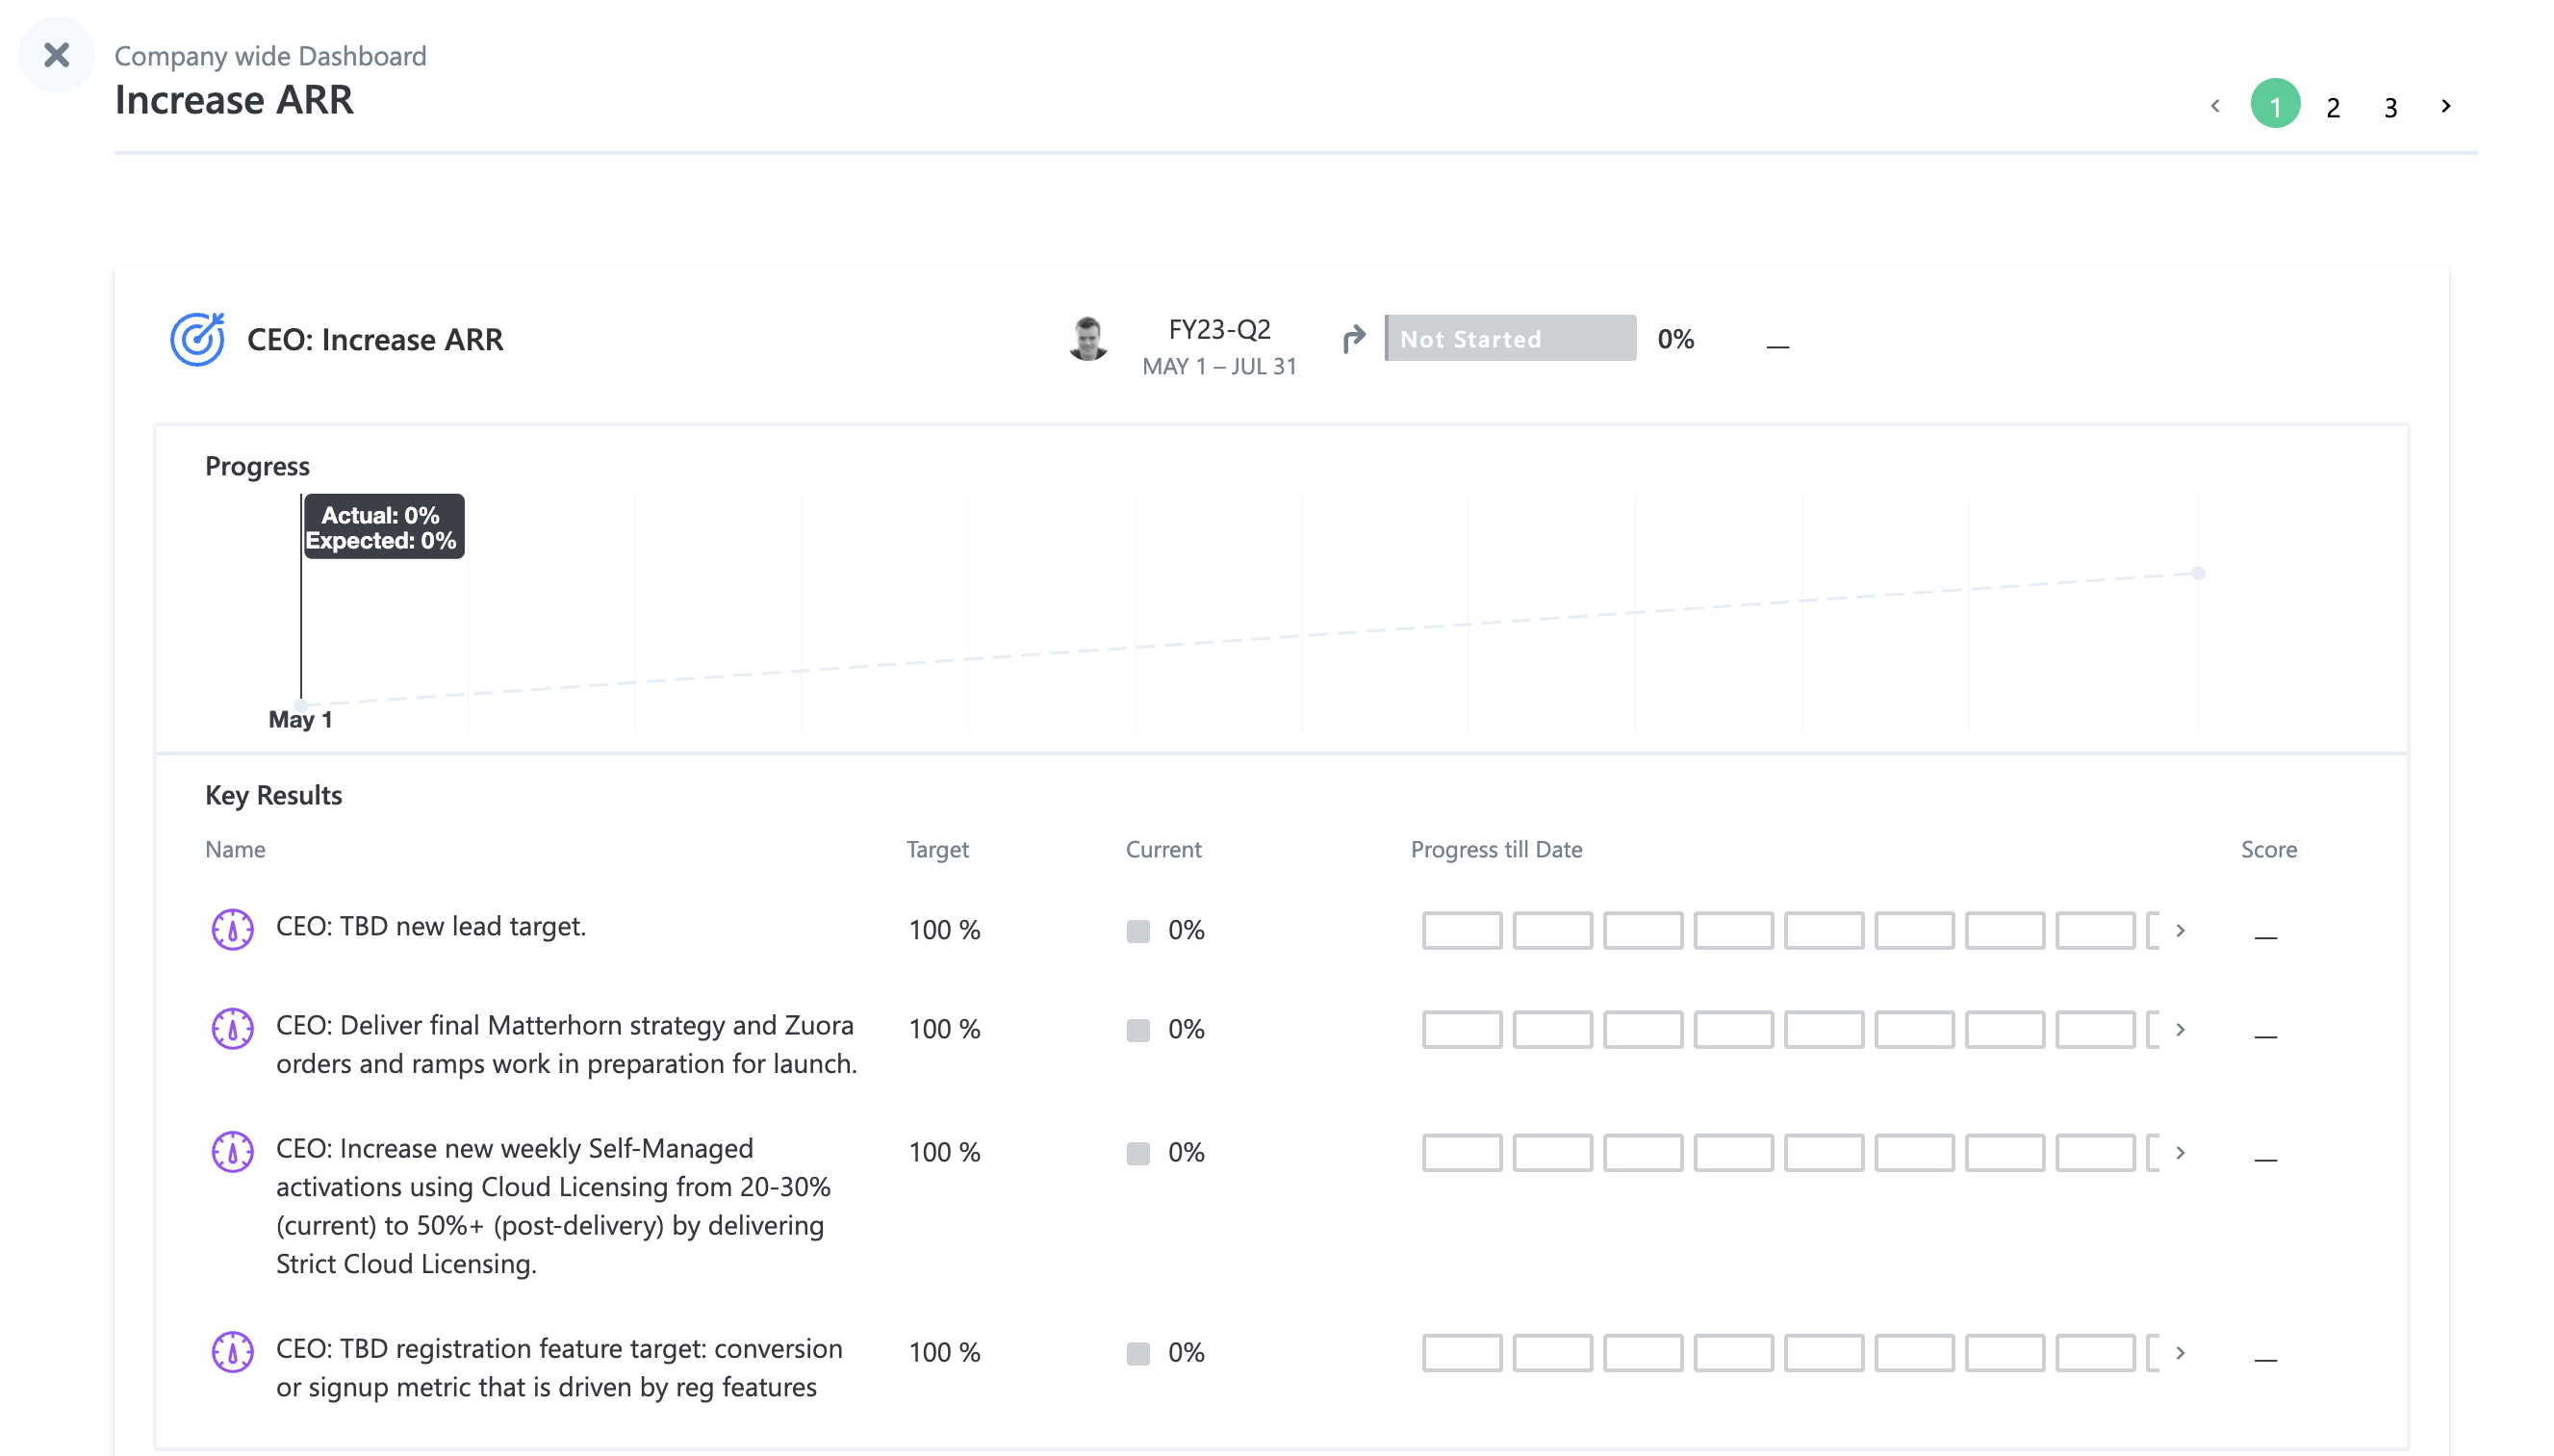 Company wide Dashboard
Increase ARR
1 2 3
CEO: Increase ARR
FY23-Q2
MAY 1 – JUL 31
Not Started
0%
—
Progress
Actual: 0%
Expected: 0%
May 1
Key Results
Name Target Current Progress till Date Score
CEO: TBD new lead target. 100 % 0% —
CEO: Deliver final Matterhorn strategy and Zuora 100 % 0% —
orders and ramps work in preparation for launch.
CEO: Increase new weekly Self-Managed 100 % 0% —
activations using Cloud Licensing from 20-30%
(current) to 50%+ (post-delivery) by delivering
Strict Cloud Licensing.
CEO: TBD registration feature target: conversion 100 % 0% —
or signup metric that is driven by reg features